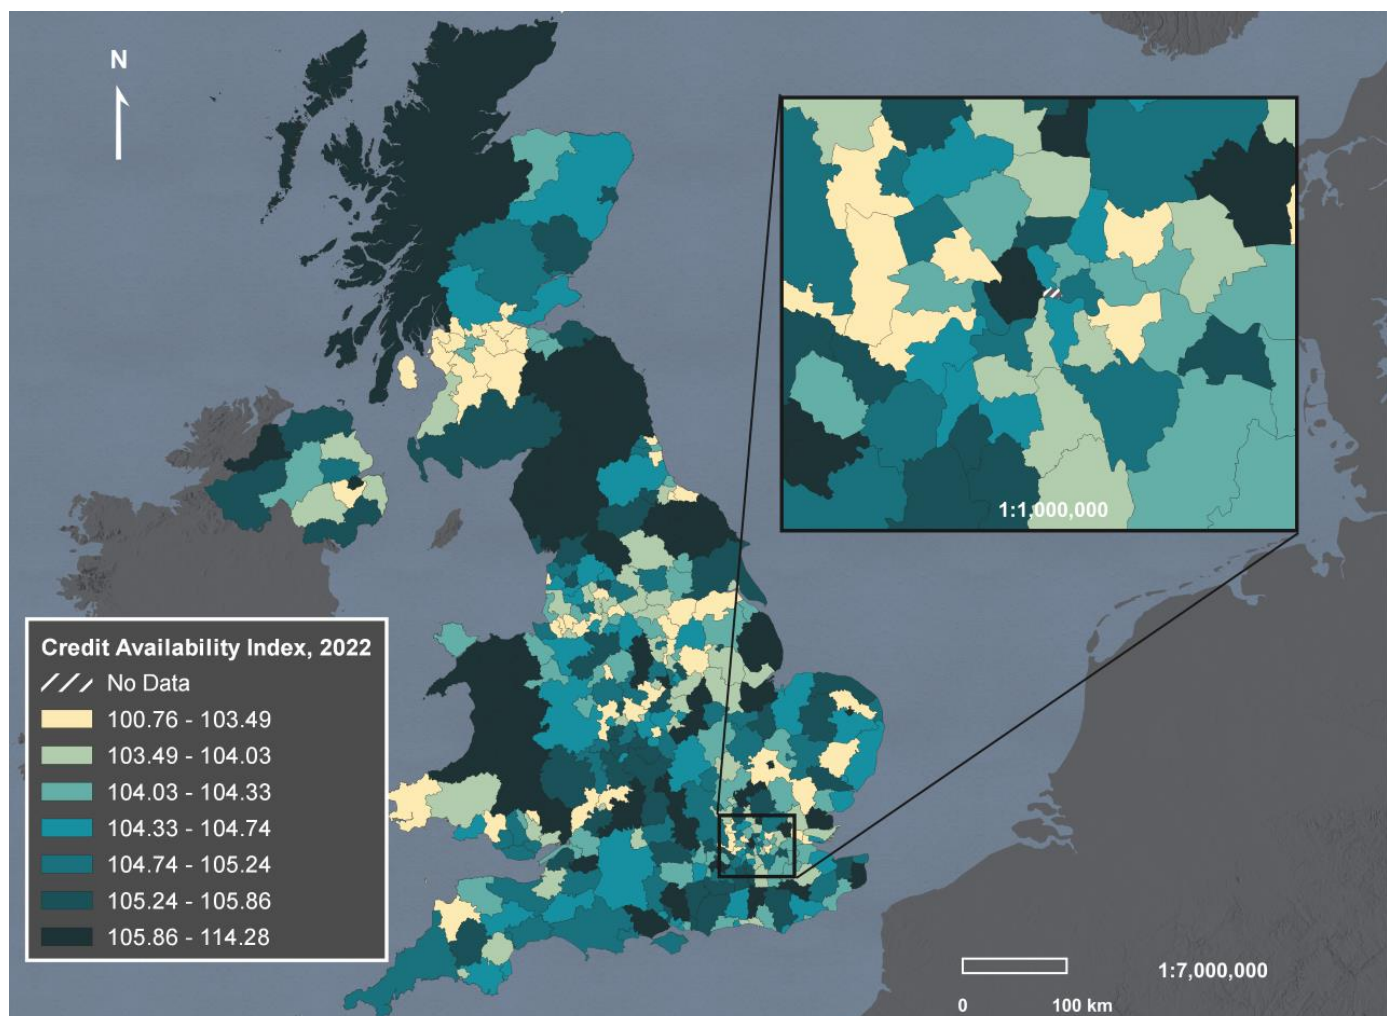 N
1:1,000,000
Credit Availability Index, 2022
No Data
100.76 - 103.49
103.49 - 104.03
104.03 - 104.33
104.33 - 104.74
104.74 - 105.24
105.24 - 105.86
105.86 - 114.28
1:7,000,000
0 100 km